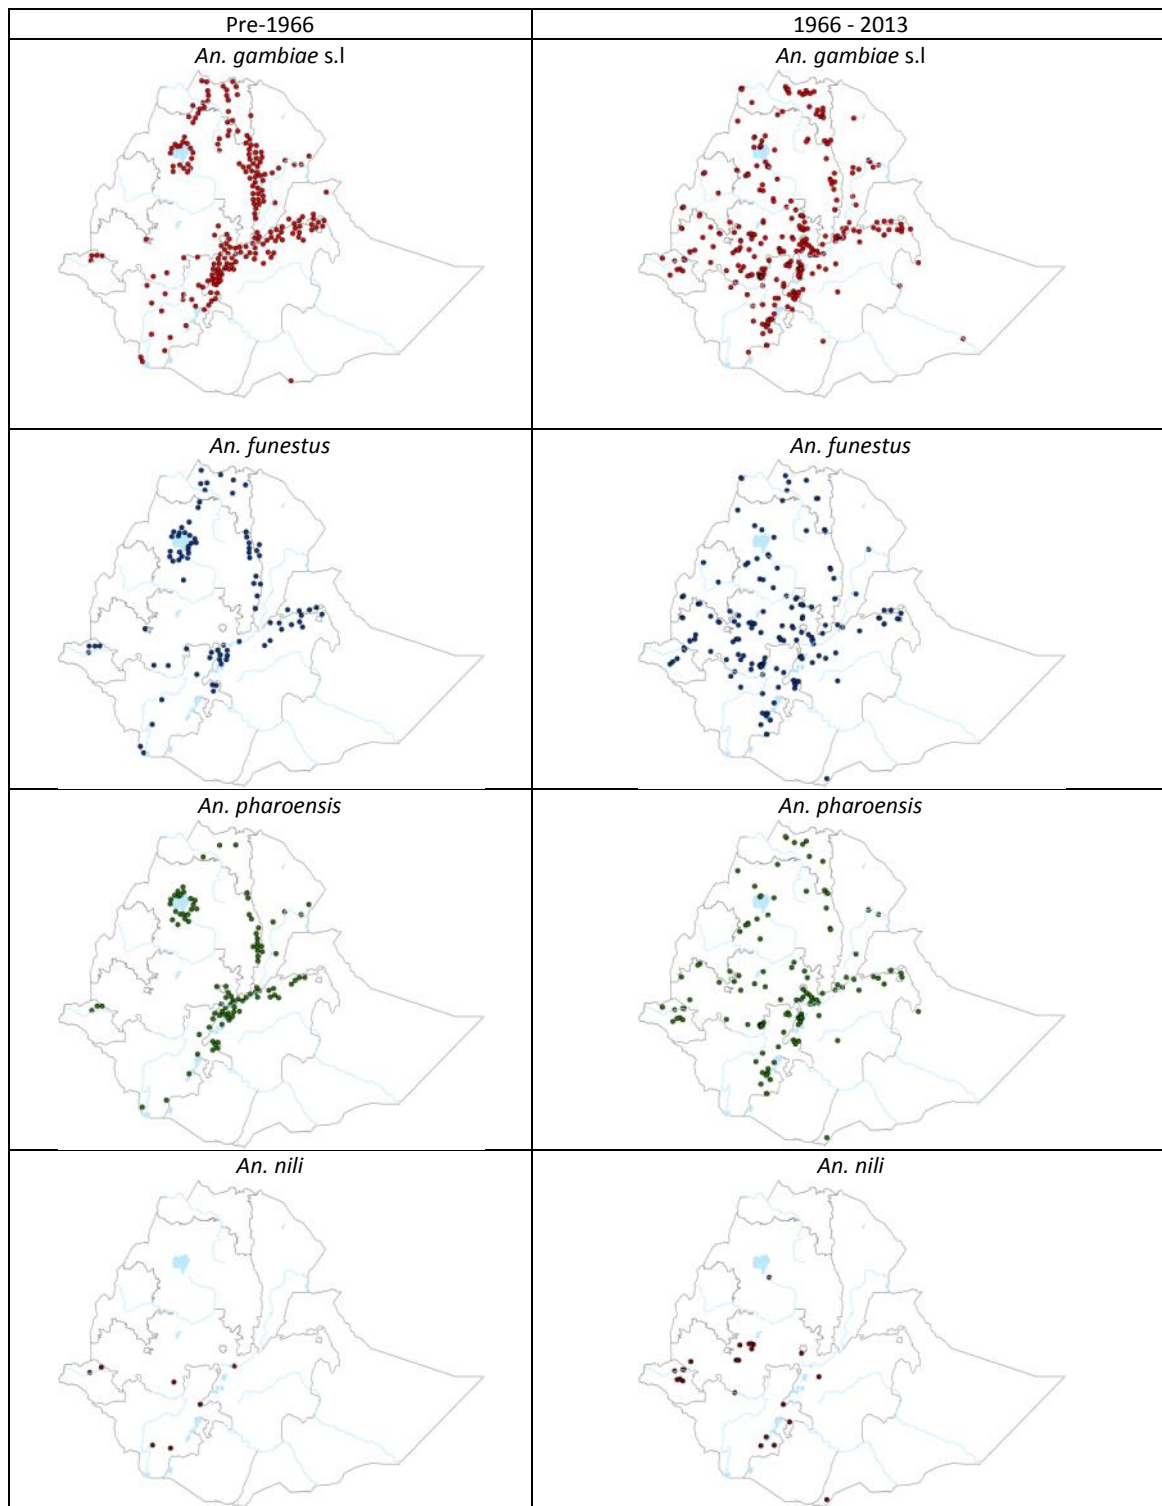 Pre-1966
1966 - 2013
An. gambiae s.l
An. gambiae s.l
An. funestus
An. funestus
An. pharoensis
An. pharoensis
An. nili
An. nili